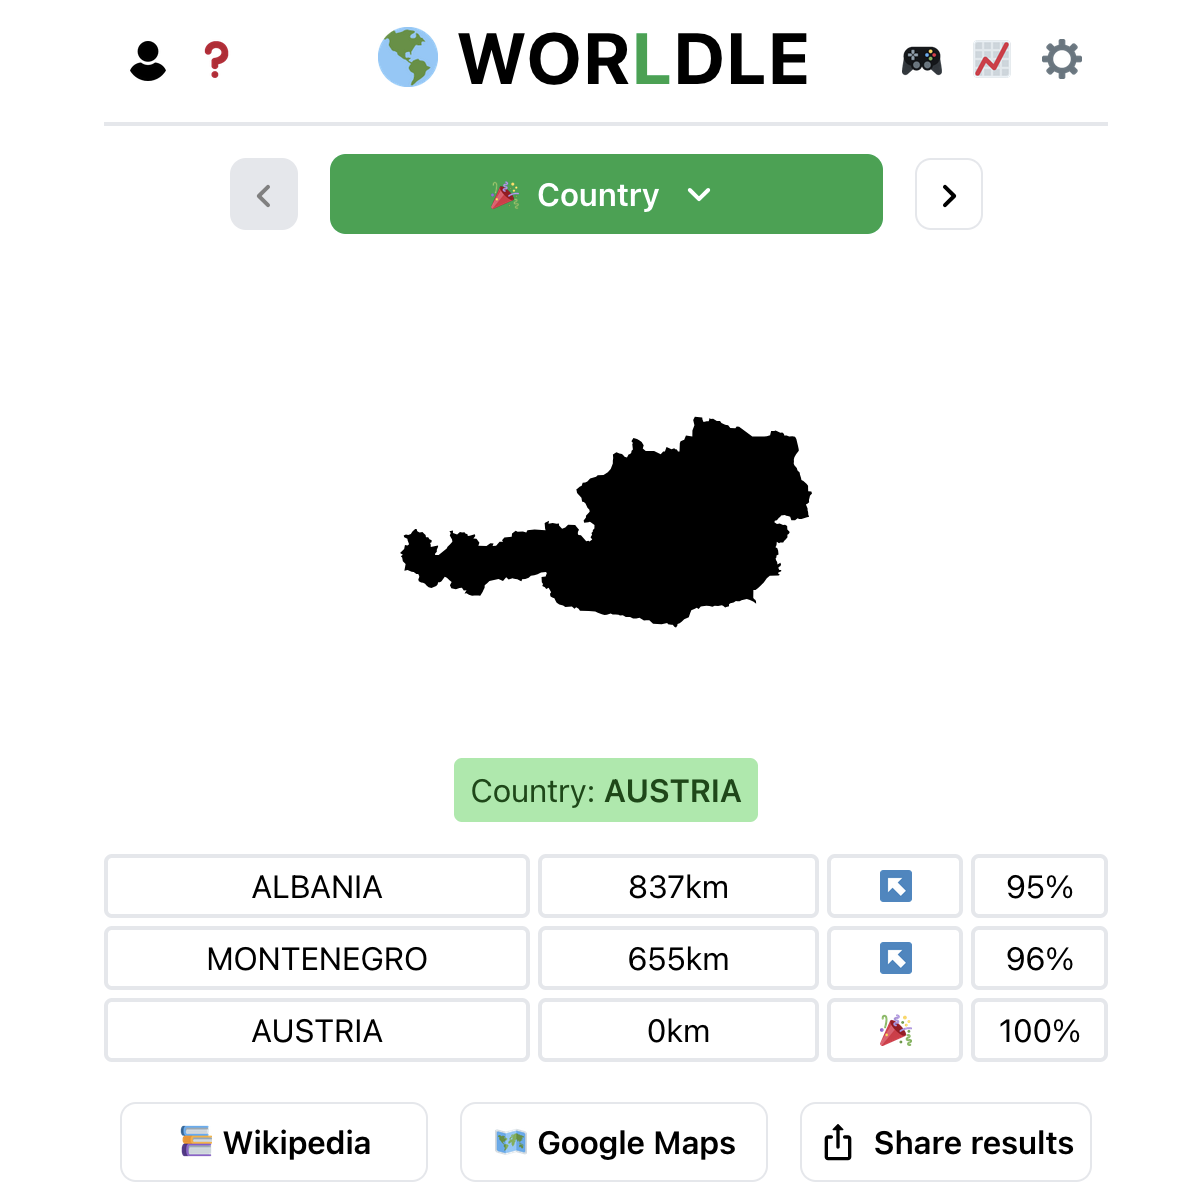 WORLDLE
Country
Country: AUSTRIA
ALBANIA 837km 95%
MONTENEGRO 655km 96%
AUSTRIA 0km 100%
Wikipedia Google Maps Share results